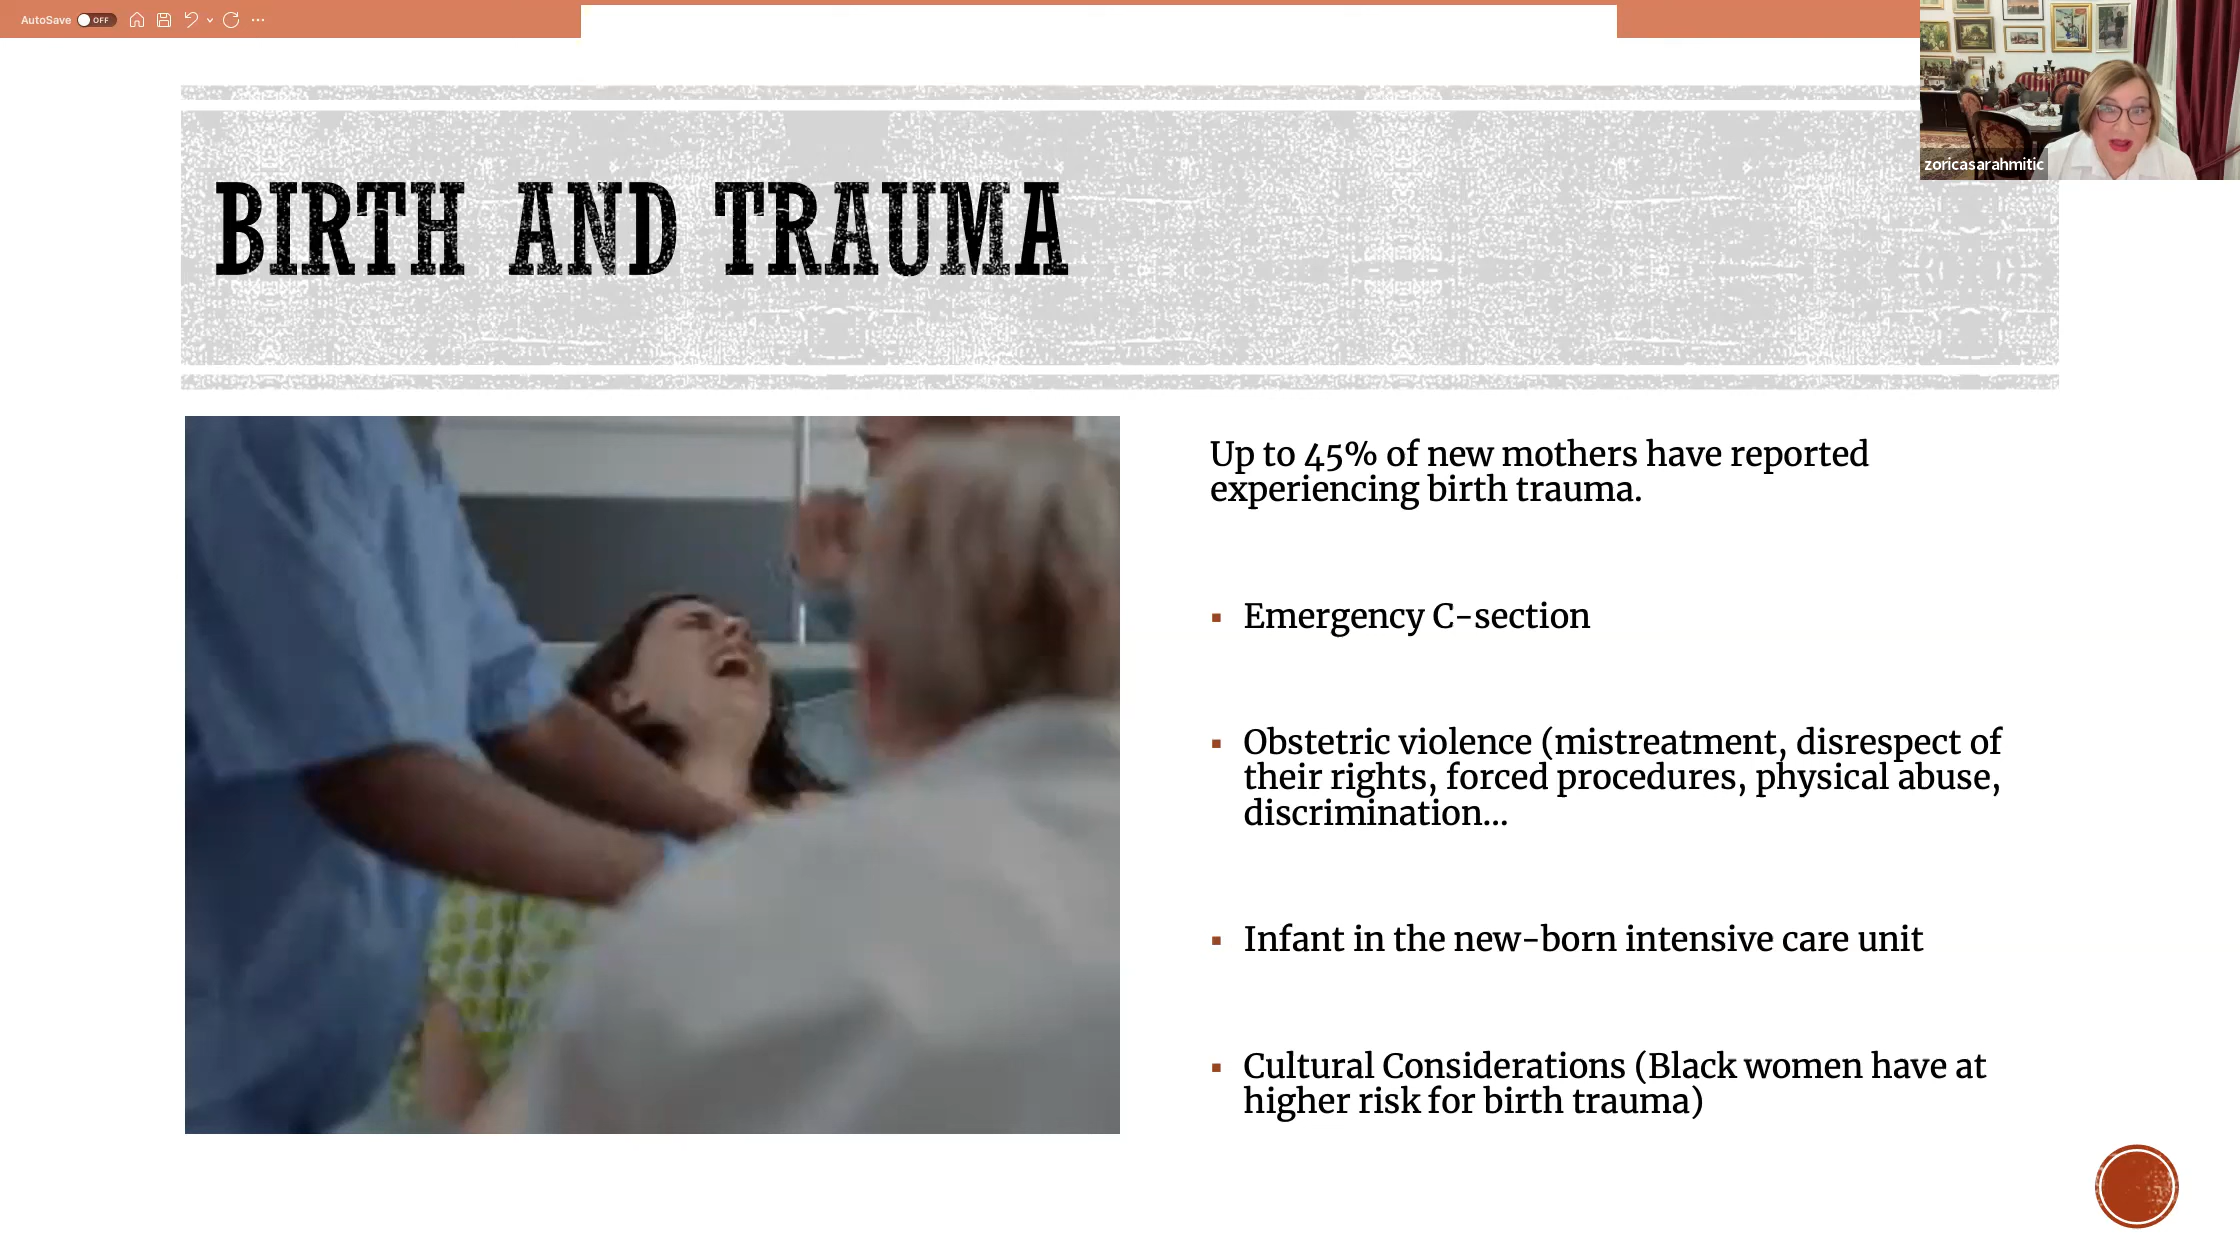 AutoSave OFF
zoricasarahmitic
BIRTH AND TRAUMA
Up to 45% of new mothers have reported
experiencing birth trauma.
▪ Emergency C-section
▪ Obstetric violence (mistreatment, disrespect of
their rights, forced procedures, physical abuse,
discrimination...
▪ Infant in the new-born intensive care unit
▪ Cultural Considerations (Black women have at
higher risk for birth trauma)